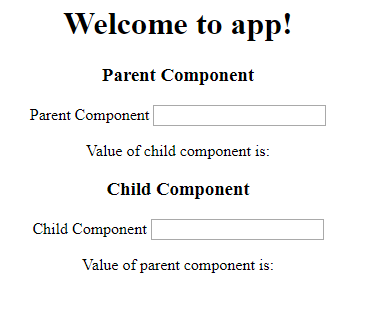 Welcome to app!
Parent Component
Parent Component
Value of child component is:
Child Component
Child Component
Value of parent component is: